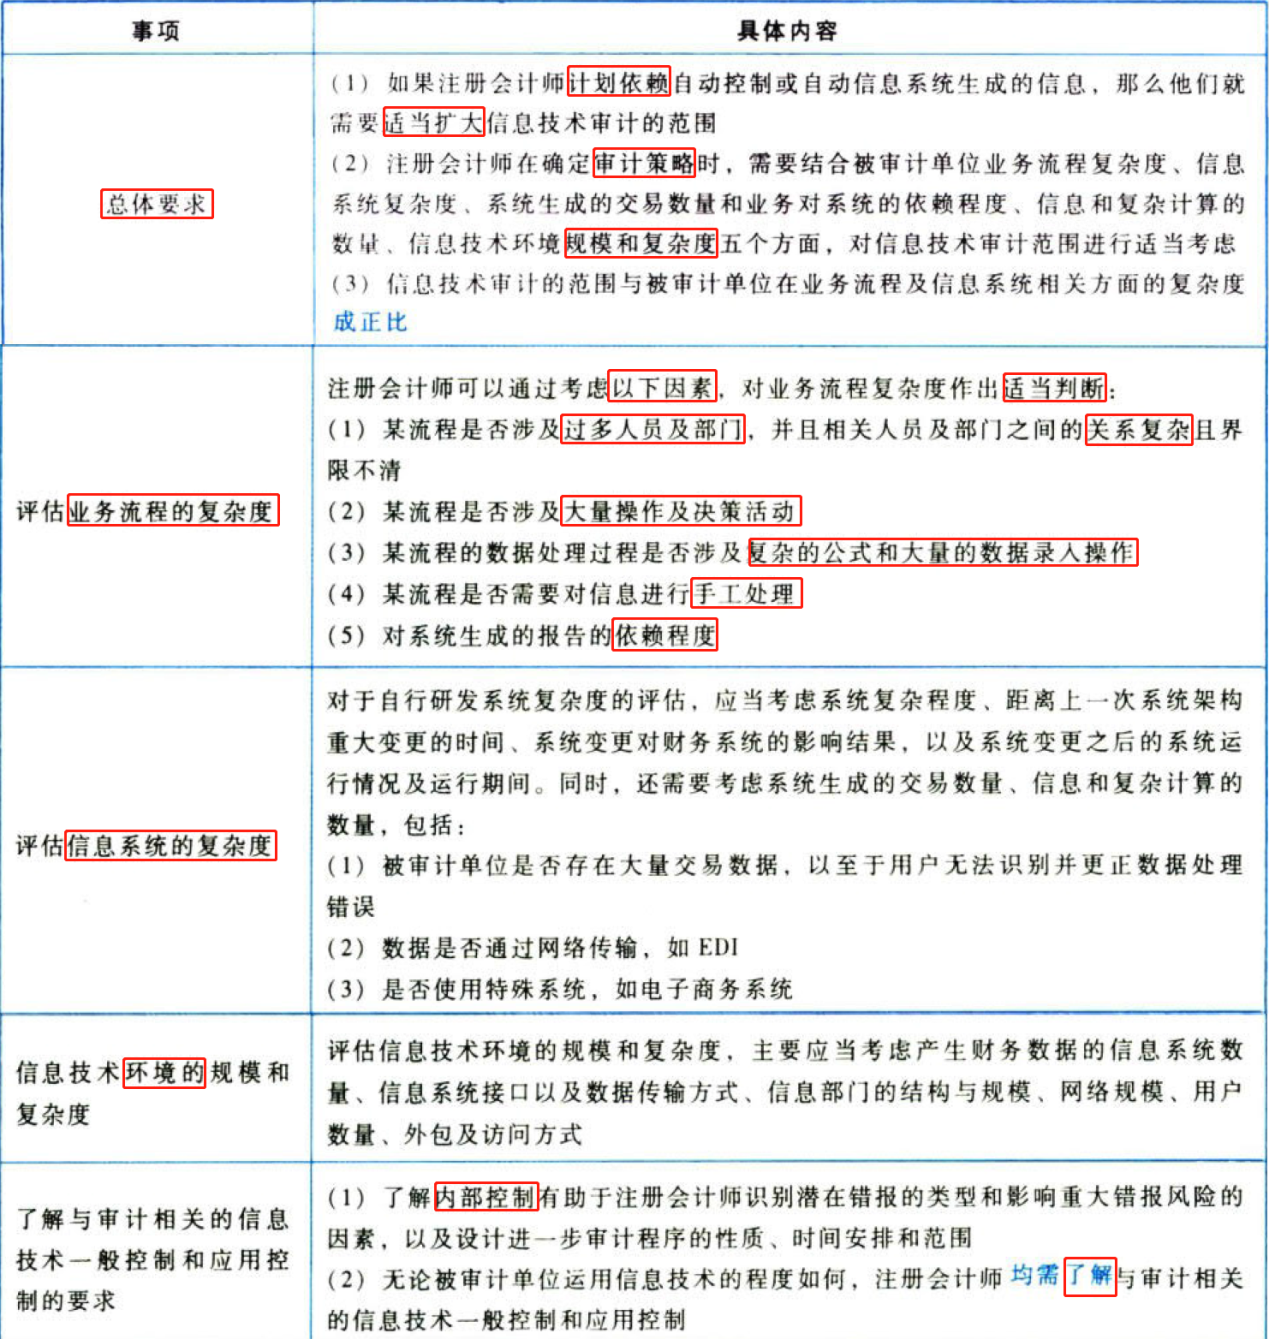 事项
具体内容
总体要求
(1) 如果注册会计师计划依赖自动控制或自动信息系统生成的信息，那么他们就
需要适当扩大信息技术审计的范围
(2) 注册会计师在确定审计策略时，需要结合被审计单位业务流程复杂度、信息
系统复杂度、系统生成的交易数量和业务对系统的依赖程度、信息和复杂计算的
数量、信息技术环境规模和复杂度五个方面，对信息技术审计范围进行适当考虑
(3) 信息技术审计的范围与被审计单位在业务流程及信息系统相关方面的复杂度
成正比
评估业务流程的复杂度
注册会计师可以通过考虑以下因素，对业务流程复杂度作出适当判断：
(1) 某流程是否涉及过多人员及部门，并且相关人员及部门之间的关系复杂且界
限不清
(2) 某流程是否涉及大量操作及决策活动
(3) 某流程的数据处理过程是否涉及复杂的公式和大量的数据录入操作
(4) 某流程是否需要对信息进行手工处理
(5) 对系统生成的报告的依赖程度
评估信息系统的复杂度
对于自行研发系统复杂度的评估，应当考虑系统复杂程度、距离上一次系统架构
重大变更的时间、系统变更对财务系统的影响结果，以及系统变更之后的系统运
行情况及运行期间。同时，还需要考虑系统生成的交易数量、信息和复杂计算的
数量，包括：
(1) 被审计单位是否存在大量交易数据，以至于用户无法识别并更正数据处理
错误
(2) 数据是否通过网络传输，如 EDI
(3) 是否使用特殊系统，如电子商务系统
信息技术环境的规模和
复杂度
评估信息技术环境的规模和复杂度，主要应当考虑产生财务数据的信息系统数
量、信息系统接口以及数据传输方式、信息部门的结构与规模、网络规模、用户
数量、外包及访问方式
了解与审计相关的信息
技术一般控制和应用控
制的要求
(1) 了解内部控制有助于注册会计师识别潜在错报的类型和影响重大错报风险的
因素，以及设计进一步审计程序的性质、时间安排和范围
(2) 无论被审计单位运用信息技术的程度如何，注册会计师均需了解与审计相关
的信息技术一般控制和应用控制